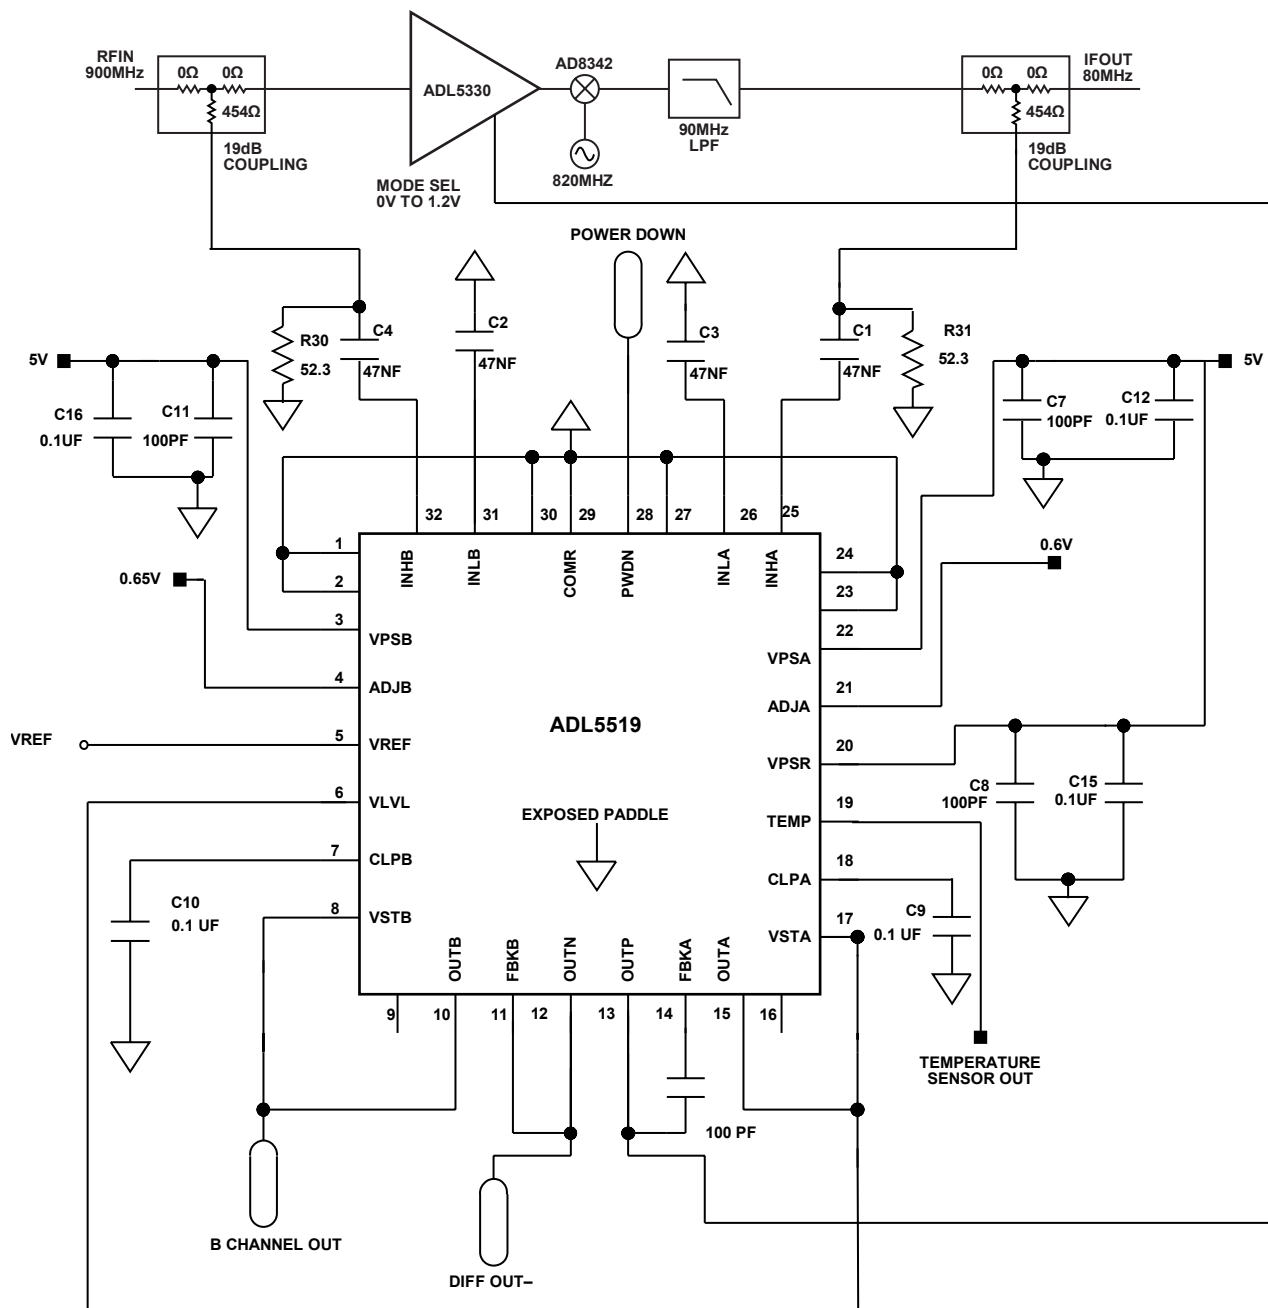 RFIN
900MHz
0Ω 0Ω
454Ω
19dB
COUPLING
ADL5330
MODE SEL
0V TO 1.2V
AD8342
820MHZ
90MHz
LPF
0Ω 0Ω
454Ω
19dB
COUPLING
IFOUT
80MHz
POWER DOWN
R30
52.3
C4
47NF
C2
47NF
C3
47NF
C1
47NF
R31
52.3
5V
C16
0.1UF
C11
100PF
5V
C7
100PF
C12
0.1UF
32 31 30 29 28 27 26 25
INHB INLB COMR PWDN INLA INHA
1
2
3 VPSB
4 ADJB
5 VREF
6 VLVL
7 CLPB
8 VSTB
0.65V
VREF
24
23
22 VPSA
21 ADJA
20 VPSR
19 TEMP
18 CLPA
17 VSTA
0.6V
ADL5519
EXPOSED PADDLE
C8
100PF
C15
0.1UF
C10
0.1 UF
C9
0.1 UF
OUTB FBKB OUTN OUTP FBKA OUTA
9 10 11 12 13 14 15 16
TEMPERATURE
SENSOR OUT
100 PF
B CHANNEL OUT
DIFF OUT–